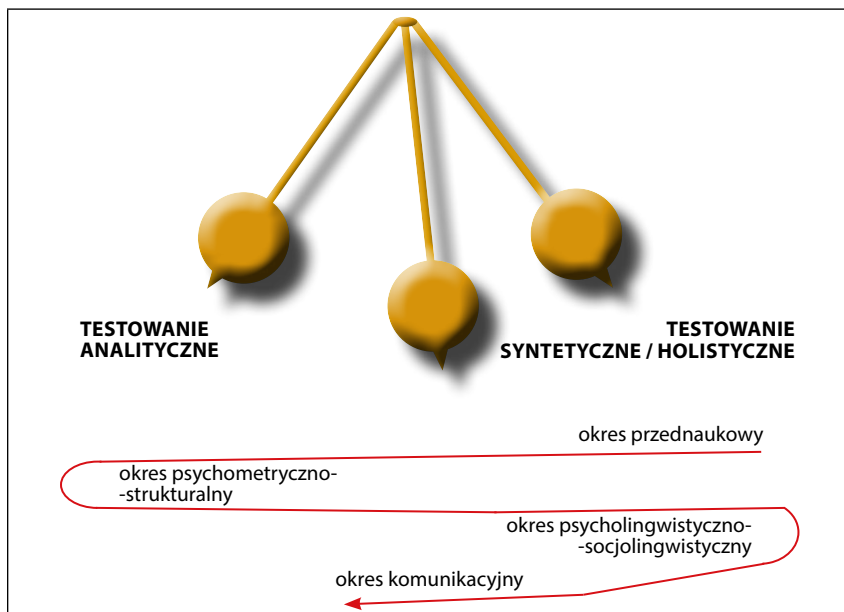 TESTOWANIE
ANALITYCZNE
TESTOWANIE
SYNTETYCZNE / HOLISTYCZNE
okres przednaukowy
okres psychometryczno-
-strukturalny
okres psycholingwistyczno-
-socjolingwistyczny
okres komunikacyjny